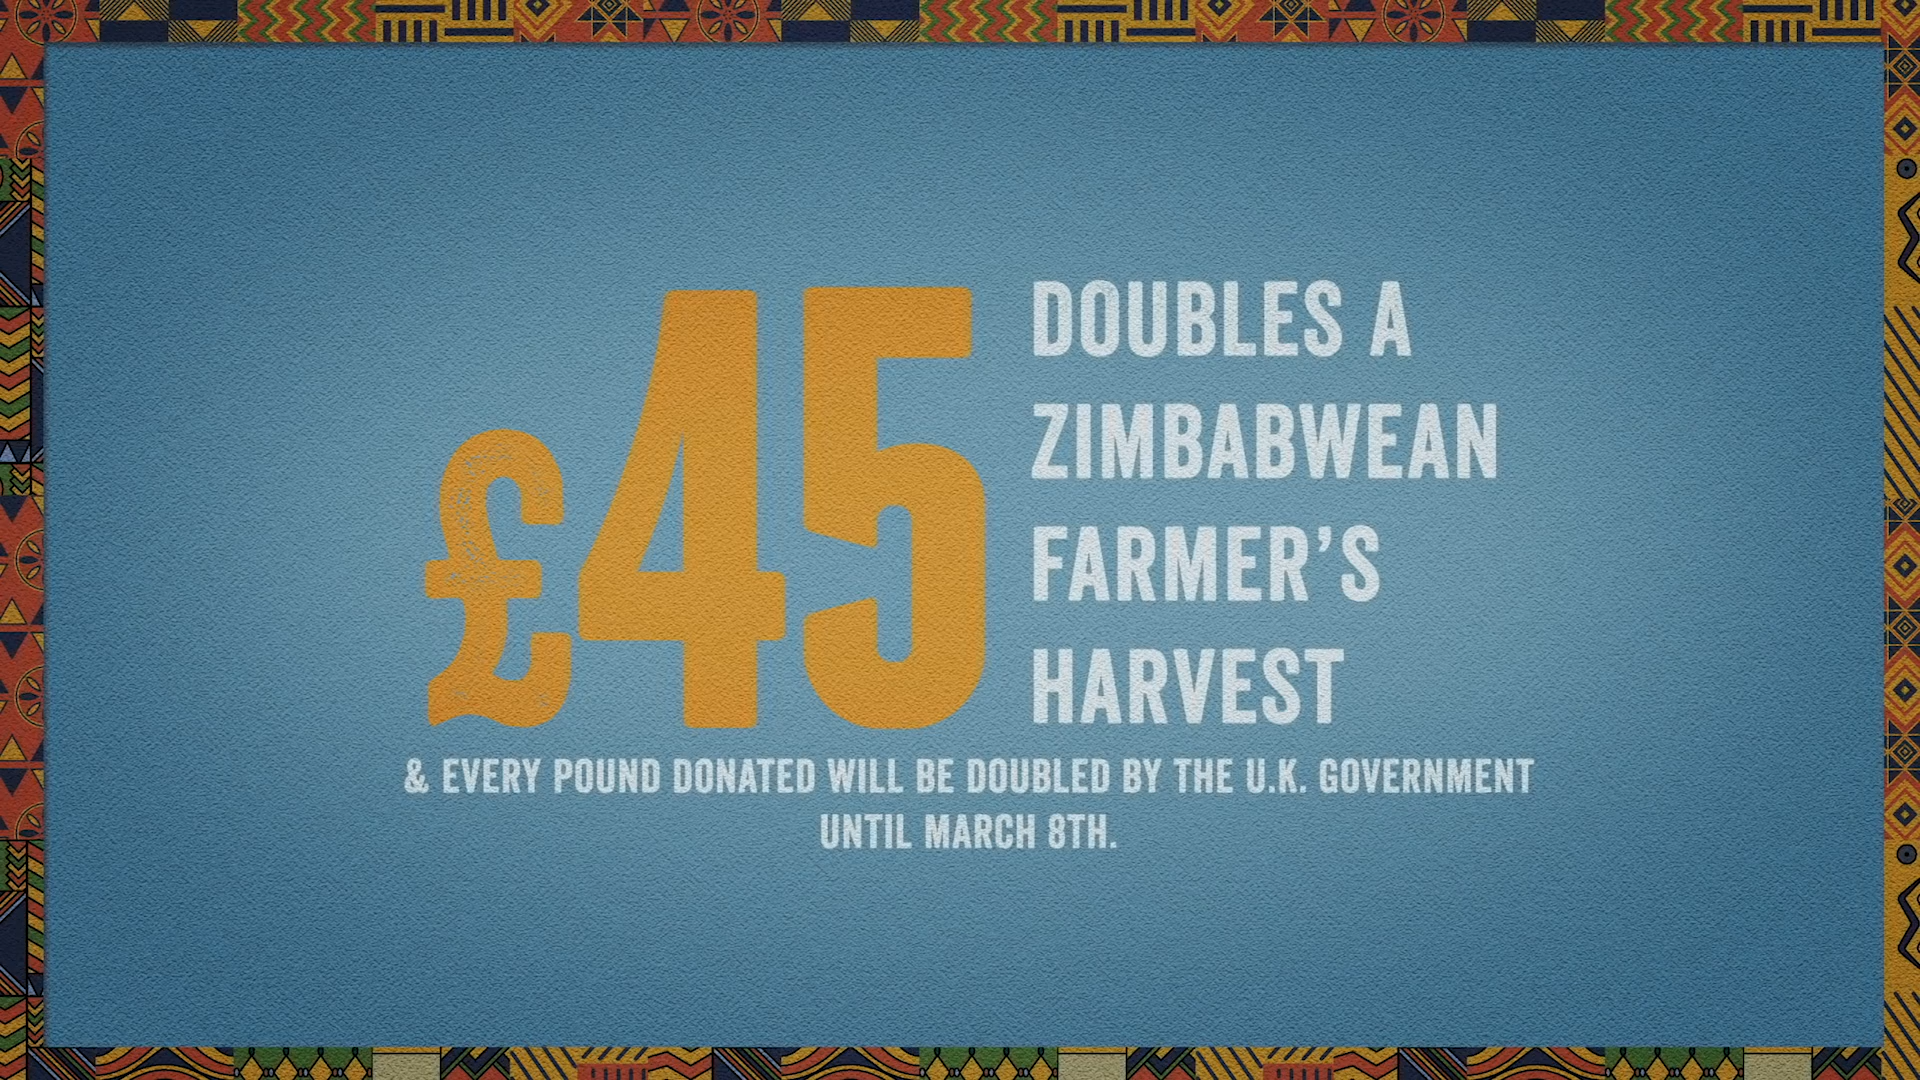 £45
DOUBLES A
ZIMBABWEAN
FARMER'S
HARVEST
& EVERY POUND DONATED WILL BE DOUBLED BY THE U.K. GOVERNMENT
UNTIL MARCH 8TH.